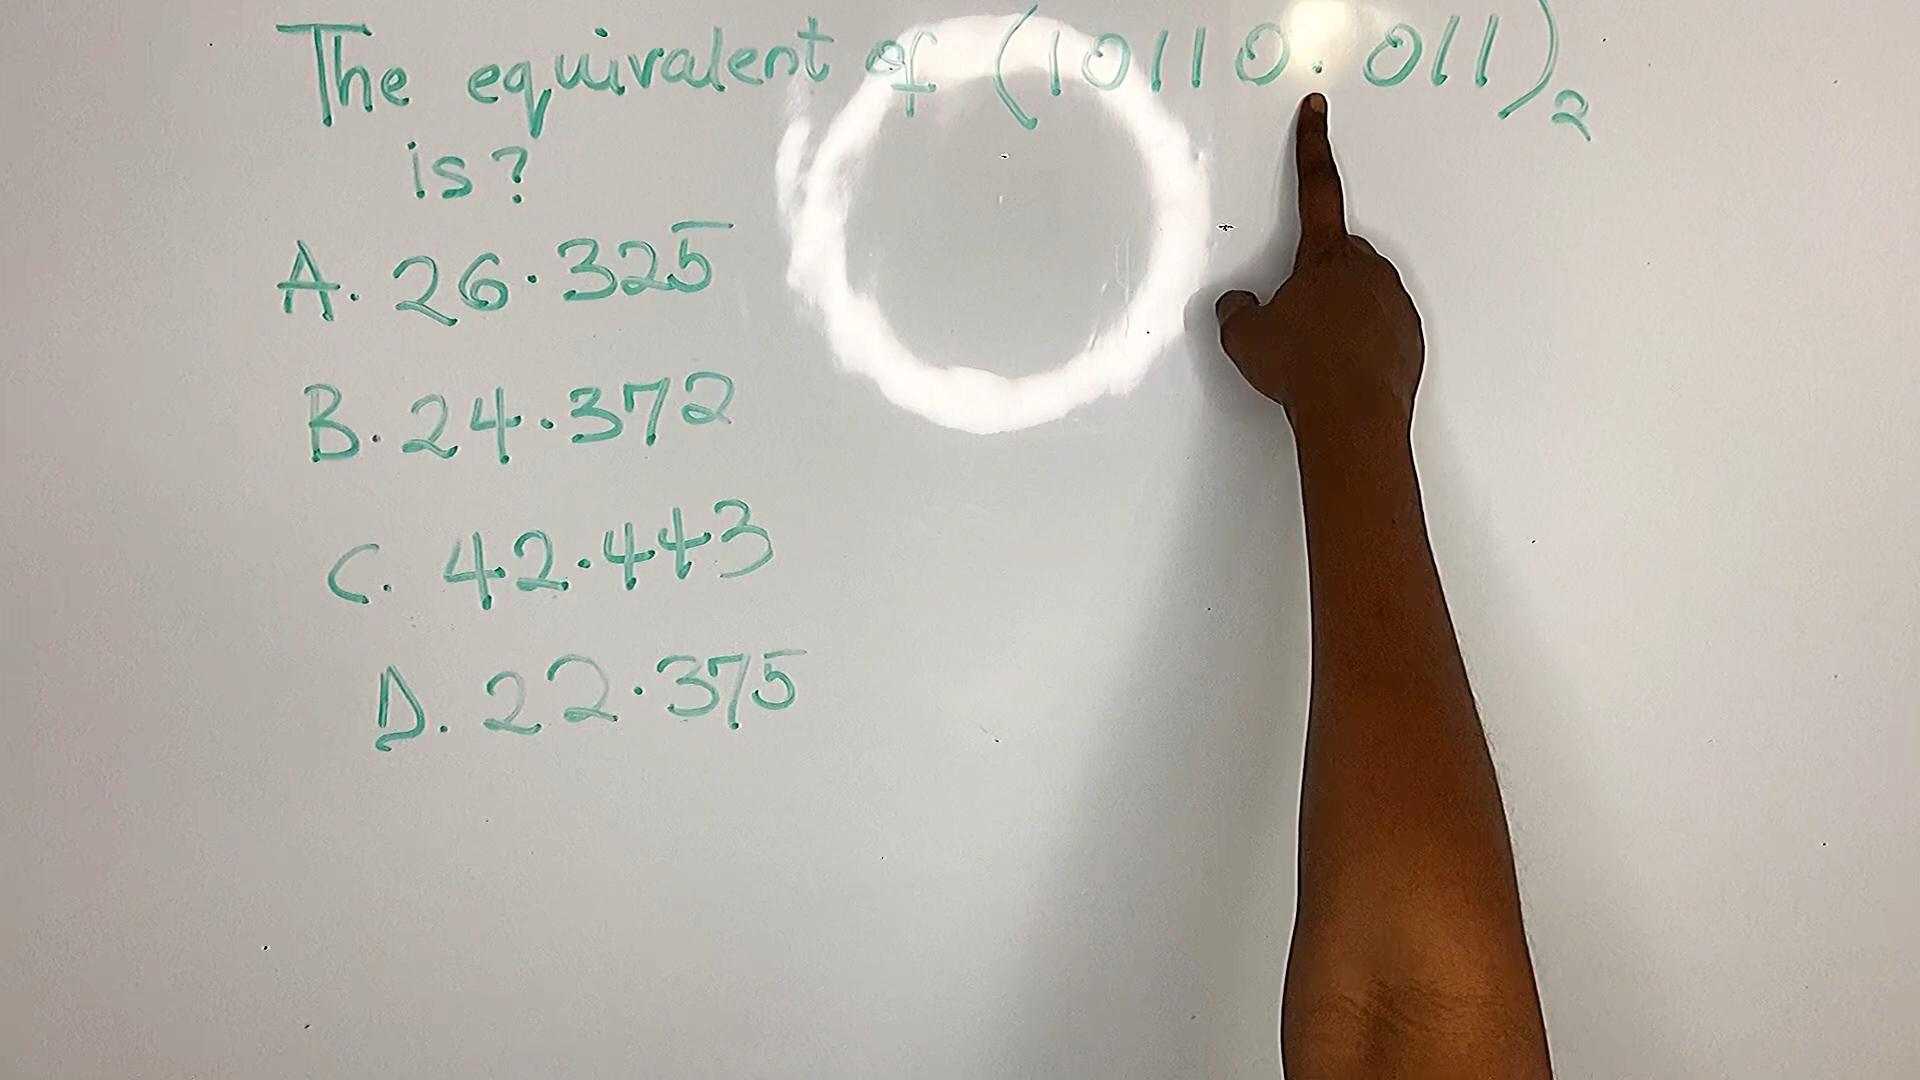 The equivalent of (10110.011)₂
is?
A. 26.325
B. 24.372
C. 42.443
D. 22.375